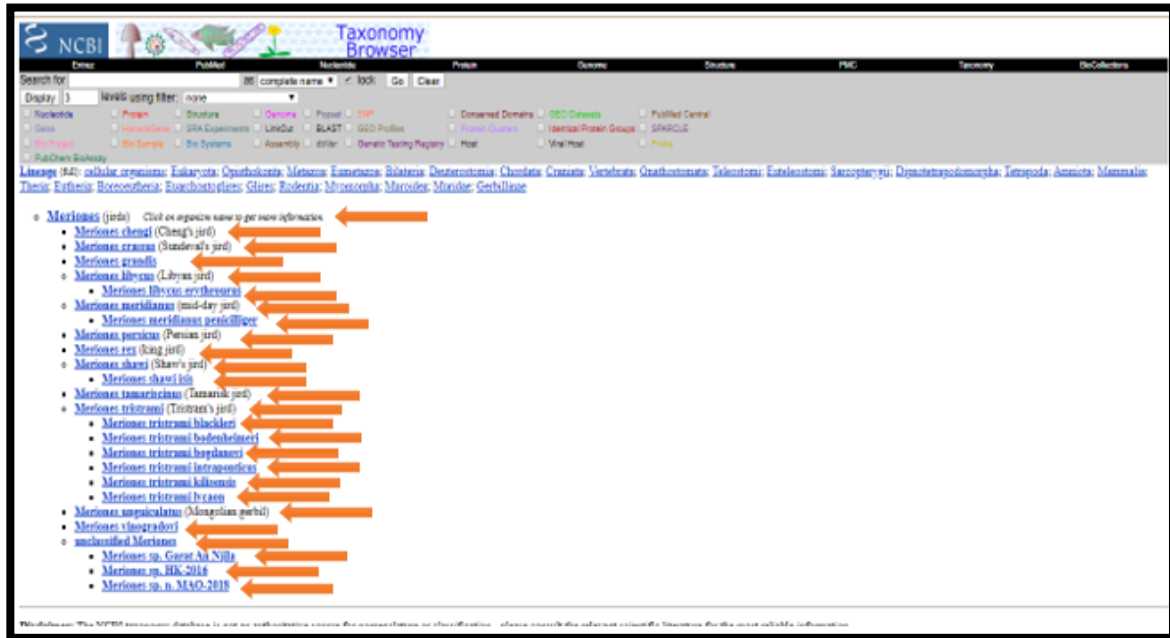 NCBI
Taxonomy
Browser
Entrez PubMed Nucleotide Protein Genome Structure PMC Taxonomy BioCollections
Search for as complete name lock Go Clear
Display 3 levels using filter: none
Nucleotide Protein Structure Genome Popset SNP Conserved Domains GEO Datasets PubMed Central
Gene HomoloGene SRA Experiments LinkOut BLAST GEO Profiles Protein Clusters Identical Protein Groups SPARCLE
Bio Project Bio Sample Bio Systems Assembly dbVar Genetic Testing Registry Host Viral Host Probe
PubChem BioAssay
Lineage (full): cellular organisms; Eukaryota; Opisthokonta; Metazoa; Eumetazoa; Bilateria; Deuterostomia; Chordata; Craniata; Vertebrata; Gnathostomata; Teleostomi; Euteleostomi; Sarcopterygii; Dipnotetrapodomorpha; Tetrapoda; Amniota; Mammalia;
Theria; Eutheria; Boreoeutheria; Euarchontoglires; Glires; Rodentia; Myomorpha; Muroidea; Muridae; Gerbillinae
Meriones (jirds) Click on organism name to get more information.
Meriones chengi (Cheng's jird)
Meriones crassus (Sundeval's jird)
Meriones grandis
Meriones libycus (Libyan jird)
Meriones libycus erythrourus
Meriones meridianus (mid-day jird)
Meriones meridianus penicilliger
Meriones persicus (Persian jird)
Meriones rex (king jird)
Meriones shawi (Shaw's jird)
Meriones shawi isis
Meriones tamariscinus (Tamarisk jird)
Meriones tristrami (Tristram's jird)
Meriones tristrami blackleri
Meriones tristrami bodenheimeri
Meriones tristrami bogdanovi
Meriones tristrami intraponticus
Meriones tristrami kilisensis
Meriones tristrami lycaon
Meriones unguiculatus (Mongolian gerbil)
Meriones vinogradovi
unclassified Meriones
Meriones sp. Garat An Njila
Meriones sp. HK-2016
Meriones sp. n. MAO-2018
Disclaimer: The NCBI taxonomy database is not an authoritative source for nomenclature or classification - please consult the relevant scientific literature for the most reliable information.